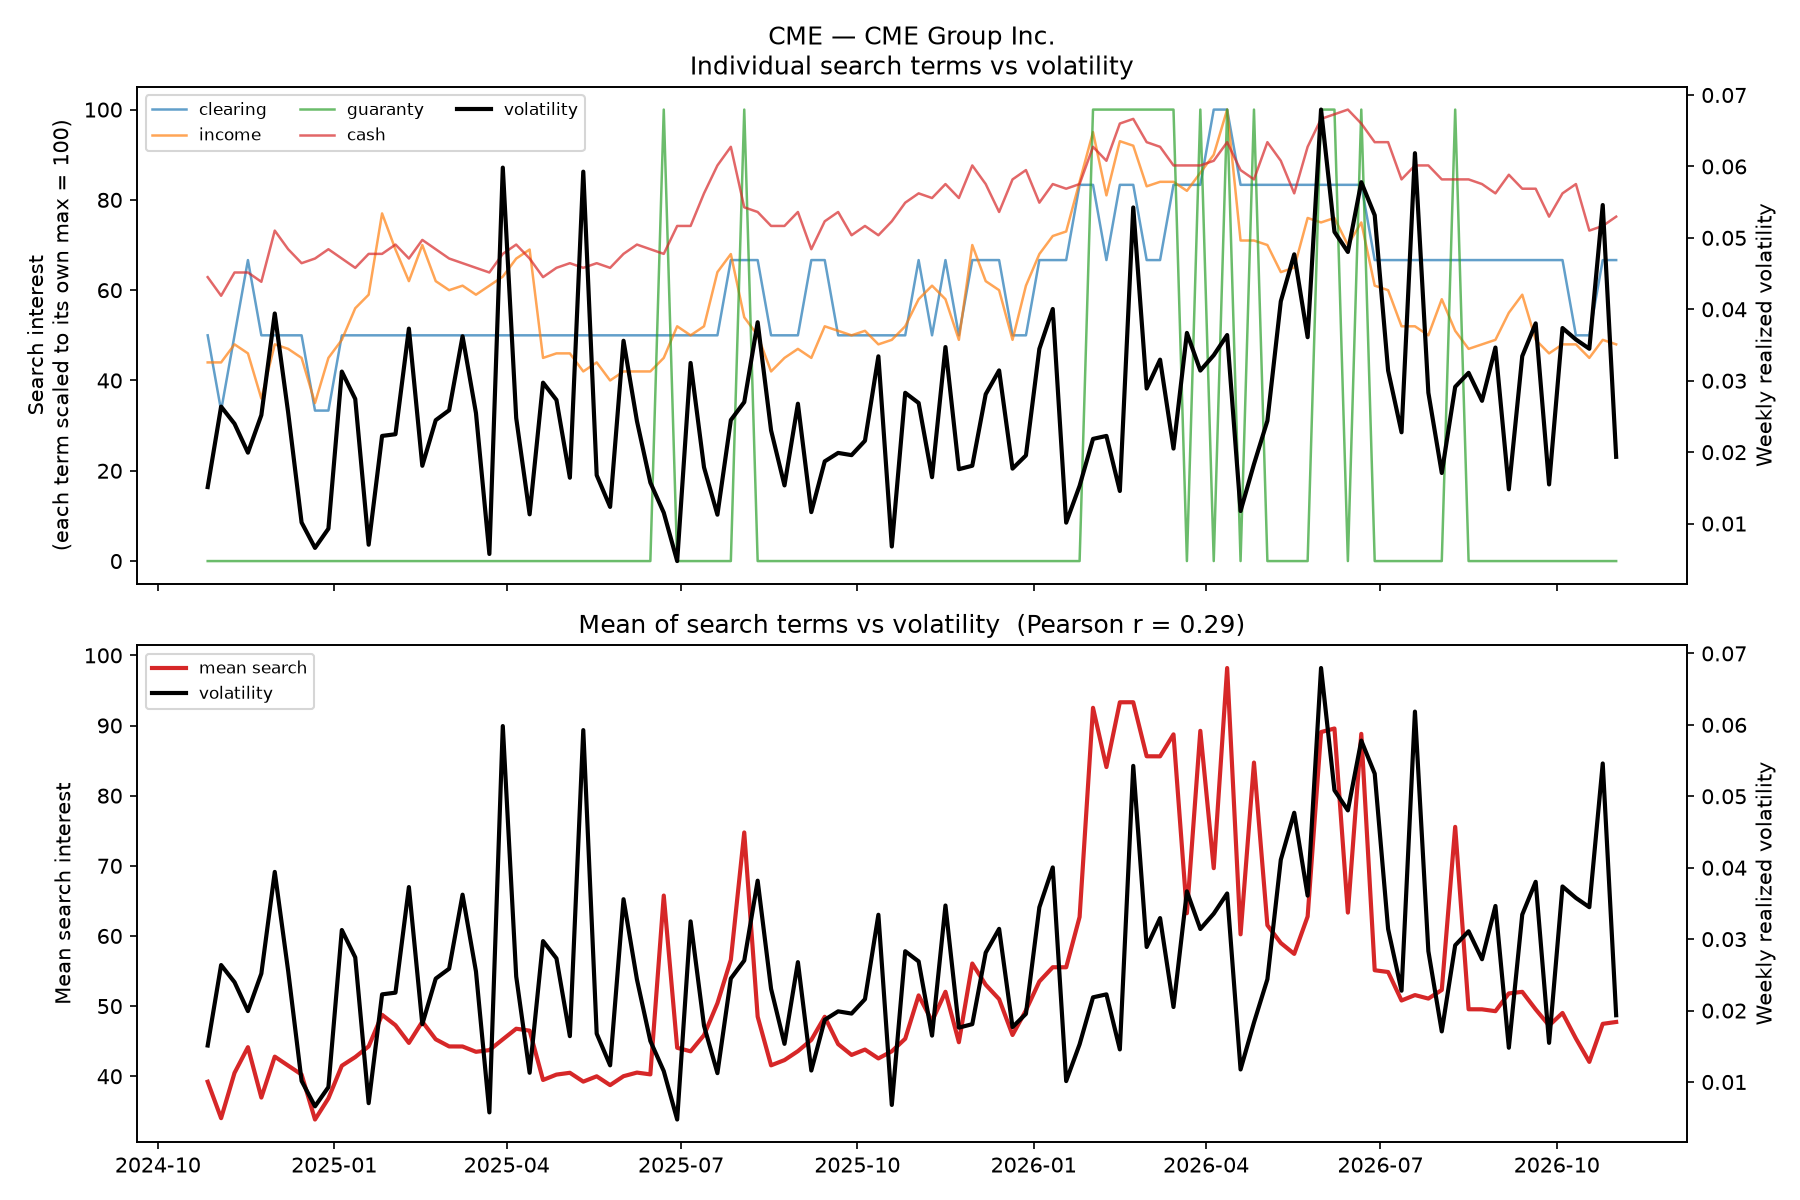 CME — CME Group Inc.
Individual search terms vs volatility
clearing
income
guaranty
cash
volatility
Search interest
(each term scaled to its own max = 100)
100
80
60
40
20
0
0.07
0.06
0.05
0.04
0.03
0.02
0.01
Weekly realized volatility
Mean of search terms vs volatility  (Pearson r = 0.29)
mean search
volatility
Mean search interest
100
90
80
70
60
50
40
0.07
0.06
0.05
0.04
0.03
0.02
0.01
Weekly realized volatility
2024-10
2025-01
2025-04
2025-07
2025-10
2026-01
2026-04
2026-07
2026-10